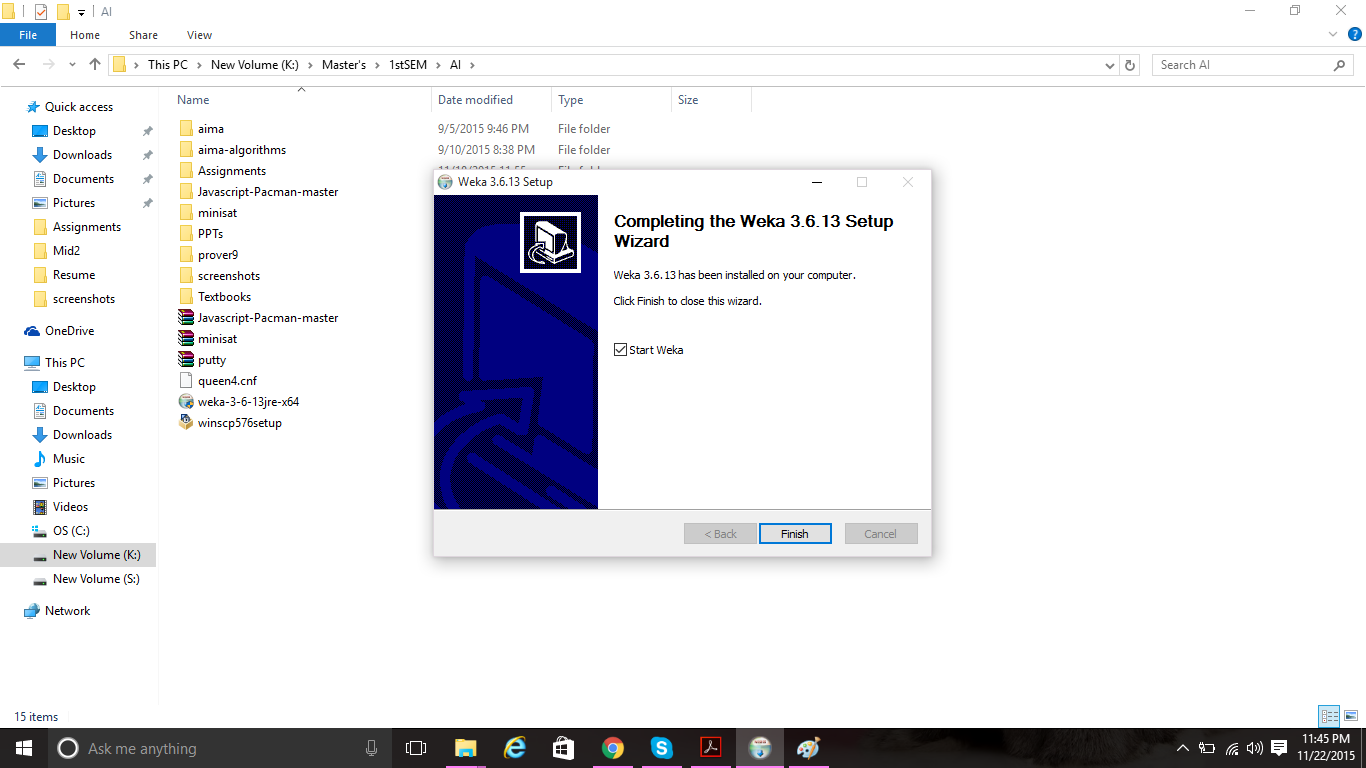 AI
File Home Share View
This PC New Volume (K:) Master's 1stSEM AI
Search AI
Name Date modified Type Size
Quick access
Desktop
Downloads
Documents
Pictures
Assignments
Mid2
Resume
screenshots
OneDrive
This PC
Desktop
Documents
Downloads
Music
Pictures
Videos
OS (C:)
New Volume (K:)
New Volume (S:)
Network
aima 9/5/2015 9:46 PM File folder
aima-algorithms 9/10/2015 8:38 PM File folder
Assignments
Javascript-Pacman-master
minisat
PPTs
prover9
screenshots
Textbooks
Javascript-Pacman-master
minisat
putty
queen4.cnf
weka-3-6-13jre-x64
winscp576setup
Weka 3.6.13 Setup
Completing the Weka 3.6.13 Setup
Wizard
Weka 3.6.13 has been installed on your computer.
Click Finish to close this wizard.
Start Weka
< Back Finish Cancel
15 items
Ask me anything
11:45 PM
11/22/2015